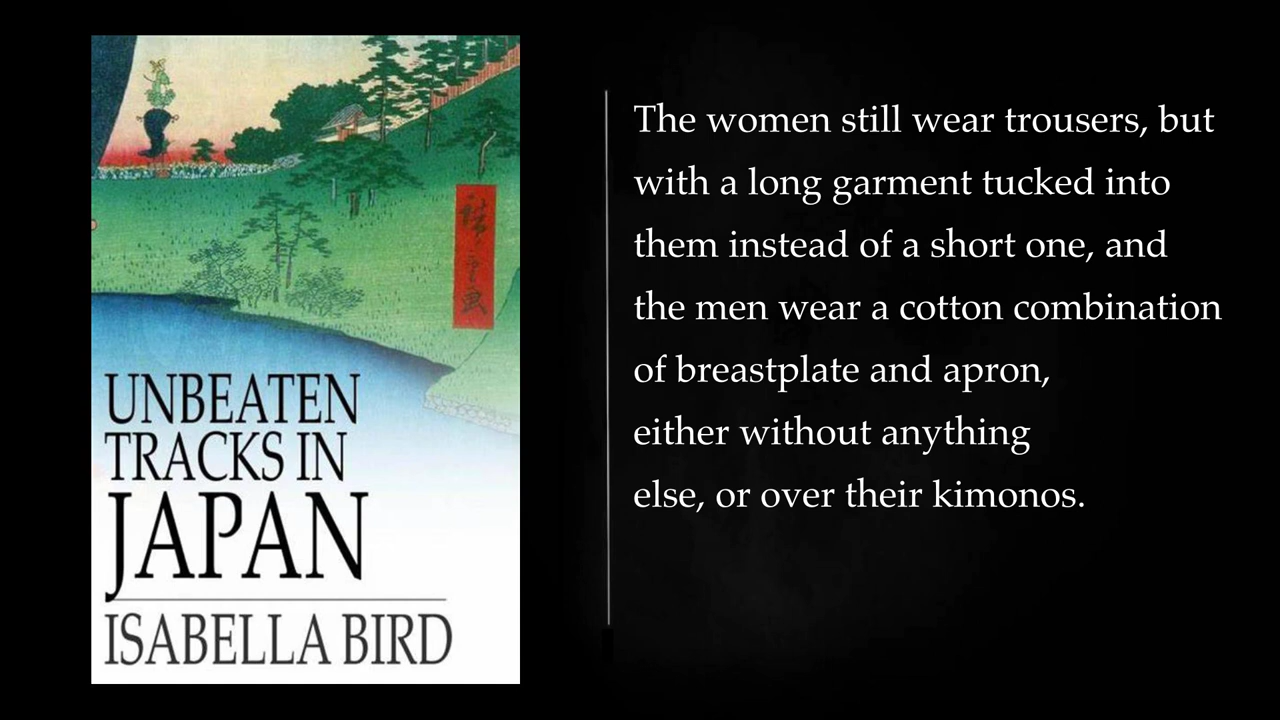 UNBEATEN
TRACKS IN
JAPAN
ISABELLA BIRD
The women still wear trousers, but
with a long garment tucked into
them instead of a short one, and
the men wear a cotton combination
of breastplate and apron,
either without anything
else, or over their kimonos.